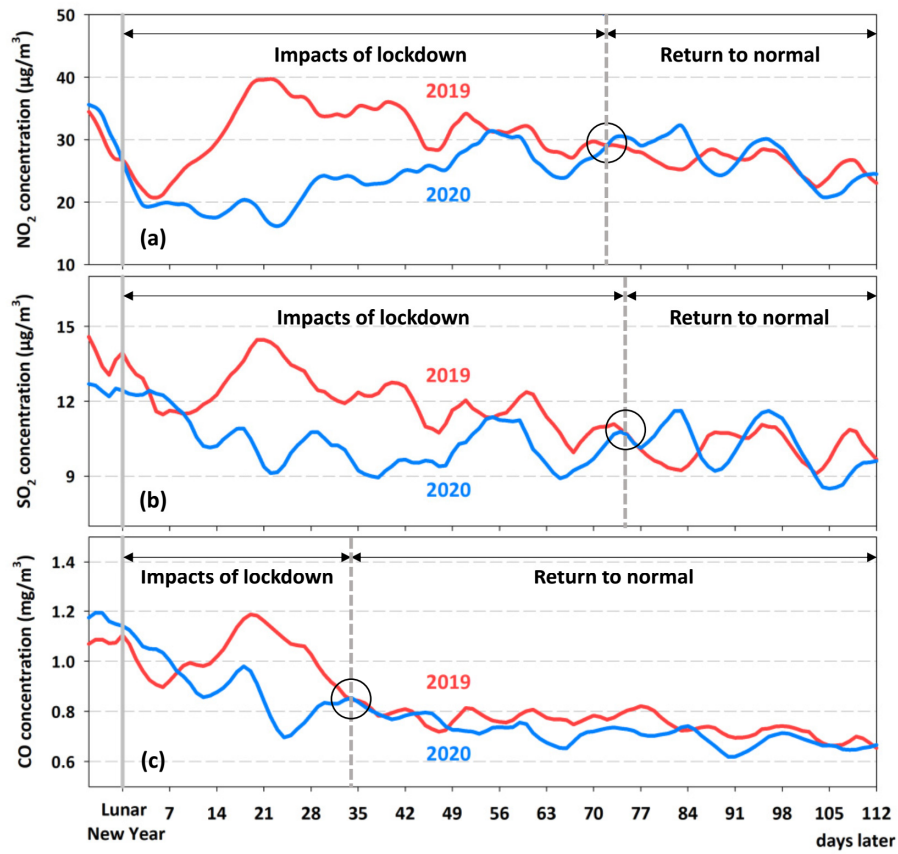 50
40
30
20
10
NO2 concentration (μg/m3)
Impacts of lockdown
Return to normal
2019
2020
(a)
15
12
9
SO2 concentration (μg/m3)
Impacts of lockdown
Return to normal
2019
2020
(b)
1.4
1.2
1.0
0.8
0.6
CO concentration (mg/m3)
Impacts of lockdown
Return to normal
2019
2020
(c)
Lunar 7 14 21 28 35 42 49 56 63 70 77 84 91 98 105 112
New Year
days later